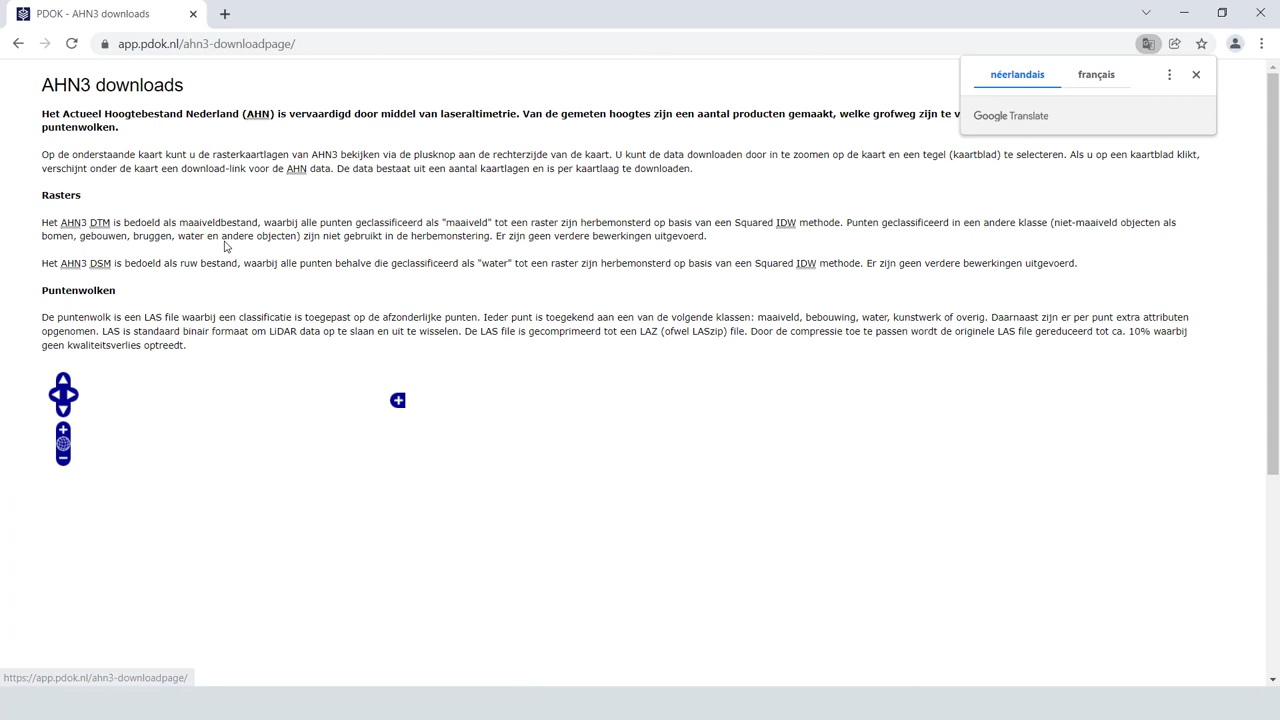 PDOK - AHN3 downloads
app.pdok.nl/ahn3-downloadpage/
néerlandais français
Google Translate
AHN3 downloads
Het Actueel Hoogtebestand Nederland (AHN) is vervaardigd door middel van laseraltimetrie. Van de gemeten hoogtes zijn een aantal producten gemaakt, welke grofweg zijn te v
puntenwolken.
Op de onderstaande kaart kunt u de rasterkaartlagen van AHN3 bekijken via de plusknop aan de rechterzijde van de kaart. U kunt de data downloaden door in te zoomen op de kaart en een tegel (kaartblad) te selecteren. Als u op een kaartblad klikt,
verschijnt onder de kaart een download-link voor de AHN data. De data bestaat uit een aantal kaartlagen en is per kaartlaag te downloaden.
Rasters
Het AHN3 DTM is bedoeld als maaiveldbestand, waarbij alle punten geclassificeerd als "maaiveld" tot een raster zijn herbemonsterd op basis van een Squared IDW methode. Punten geclassificeerd in een andere klasse (niet-maaiveld objecten als
bomen, gebouwen, bruggen, water en andere objecten) zijn niet gebruikt in de herbemonstering. Er zijn geen verdere bewerkingen uitgevoerd.
Het AHN3 DSM is bedoeld als ruw bestand, waarbij alle punten behalve die geclassificeerd als "water" tot een raster zijn herbemonsterd op basis van een Squared IDW methode. Er zijn geen verdere bewerkingen uitgevoerd.
Puntenwolken
De puntenwolk is een LAS file waarbij een classificatie is toegepast op de afzonderlijke punten. Ieder punt is toegekend aan een van de volgende klassen: maaiveld, bebouwing, water, kunstwerk of overig. Daarnaast zijn er per punt extra attributen
opgenomen. LAS is standaard binair formaat om LiDAR data op te slaan en uit te wisselen. De LAS file is gecomprimeerd tot een LAZ (ofwel LASzip) file. Door de compressie toe te passen wordt de originele LAS file gereduceerd tot ca. 10% waarbij
geen kwaliteitsverlies optreedt.
https://app.pdok.nl/ahn3-downloadpage/